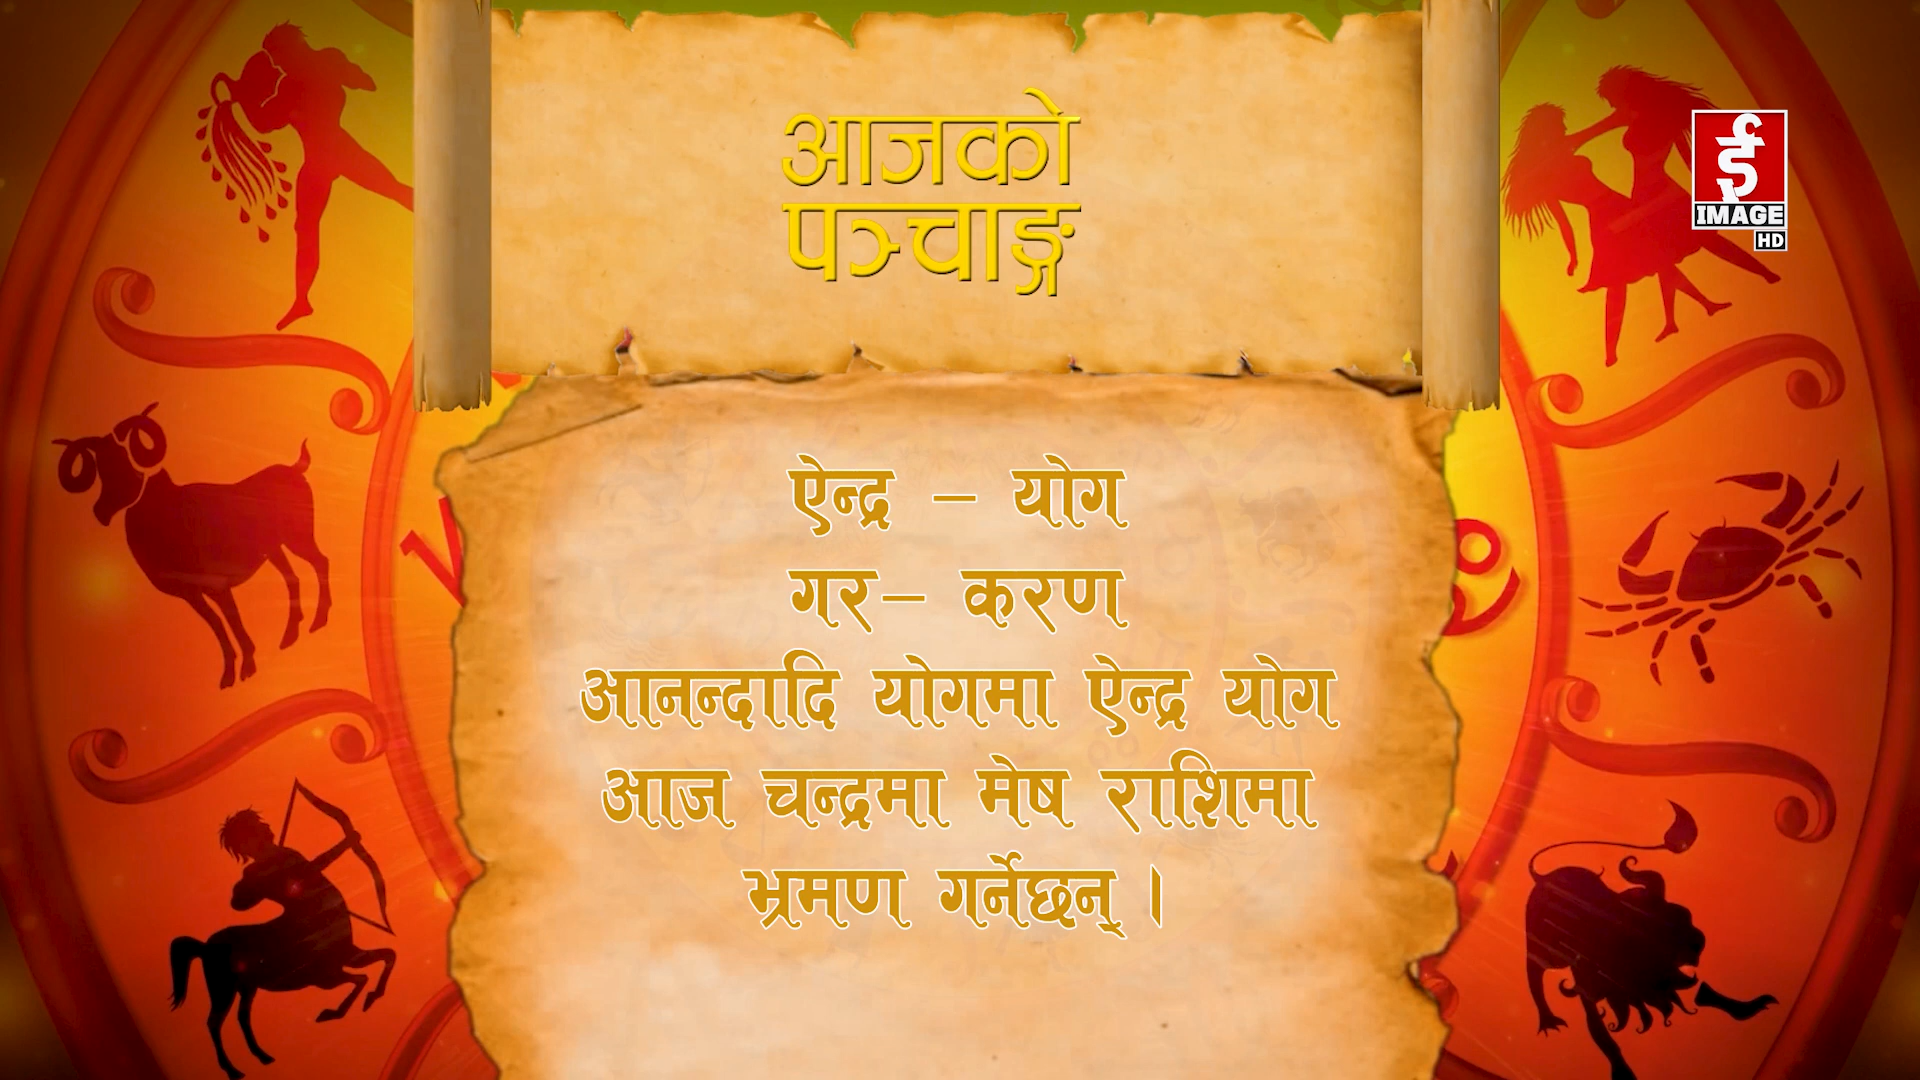 आजको
पञ्चाङ्ग
ई
IMAGE
HD
ऐन्द्र – योग
गर– करण
आनन्दादि योगमा ऐन्द्र योग
आज चन्द्रमा मेष राशिमा
भ्रमण गर्नेछन् ।